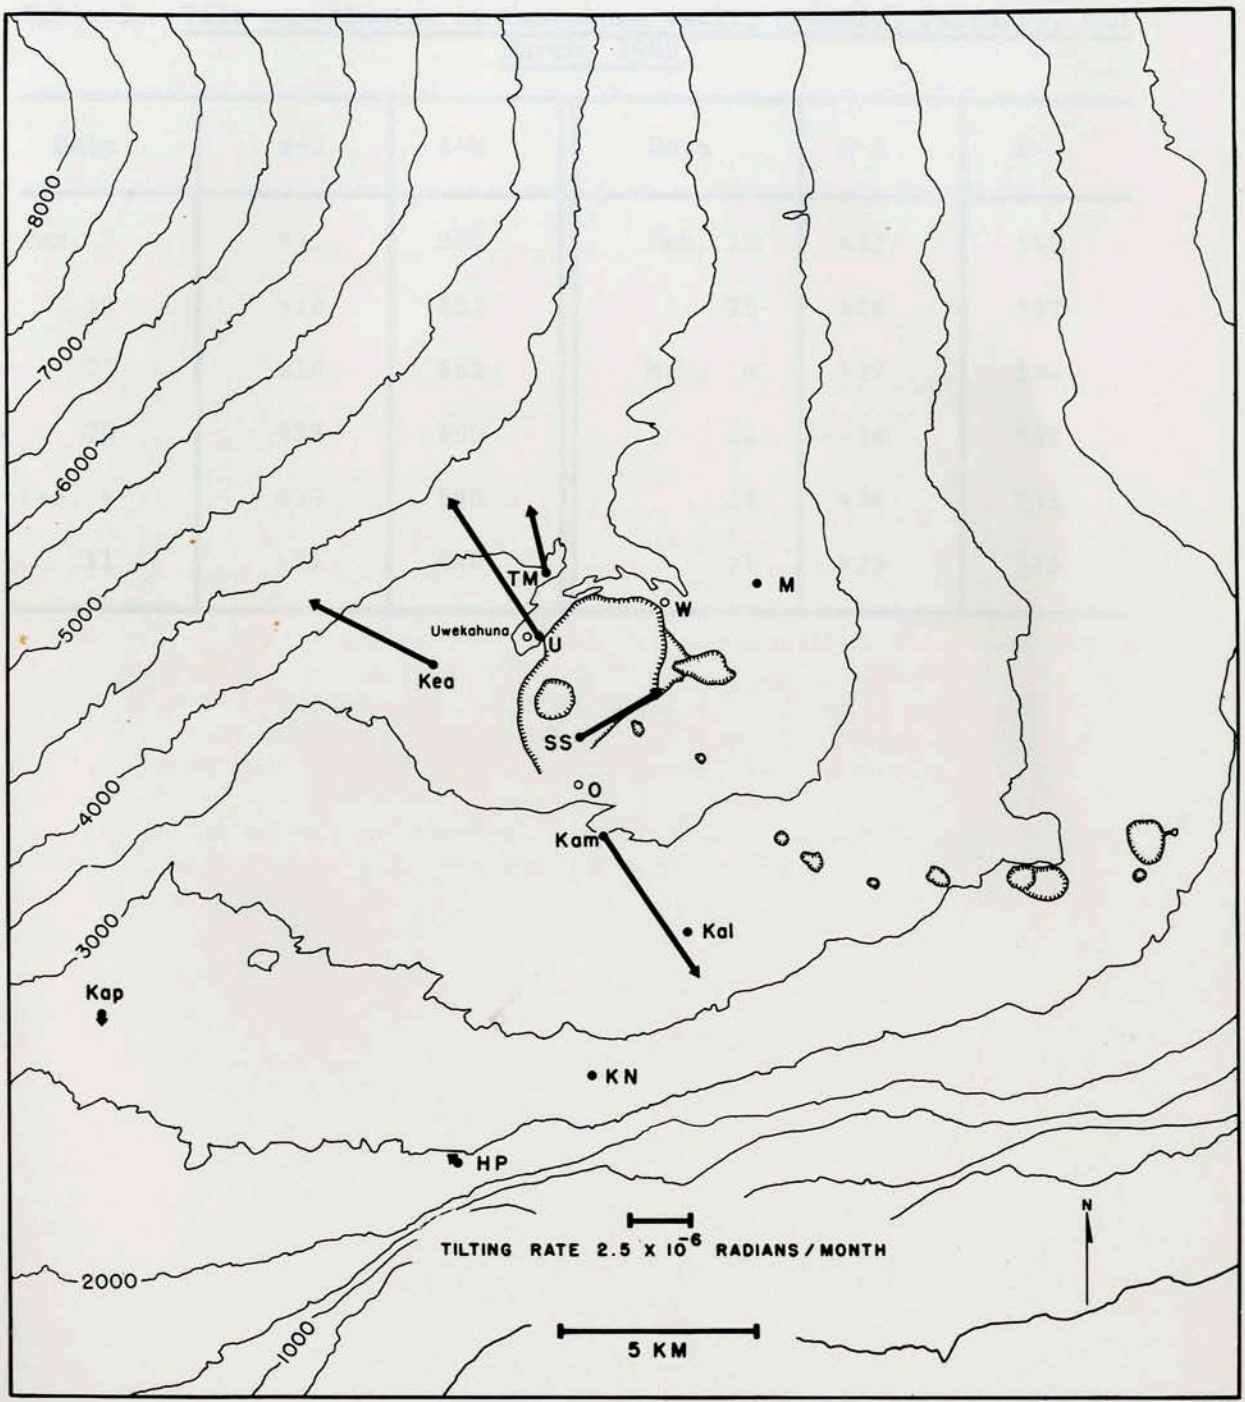 8000
7000
6000
5000
4000
3000
2000
1000
TM
M
W
Uwekahuna
U
Kea
SS
O
Kam
Kal
Kap
KN
HP
N
TILTING RATE 2.5 X 10⁻⁶ RADIANS/MONTH
5 KM